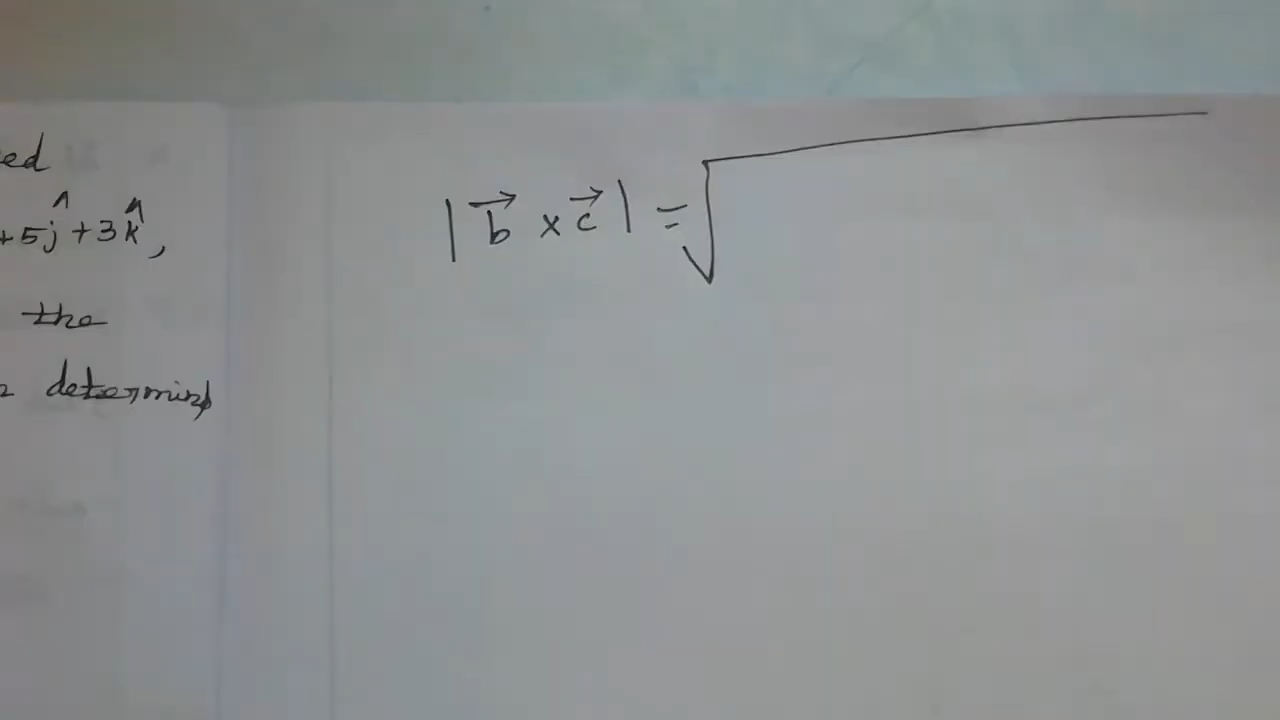 ed
+5ĵ+3k̂,
the
determine
|b⃗ × c⃗| = √